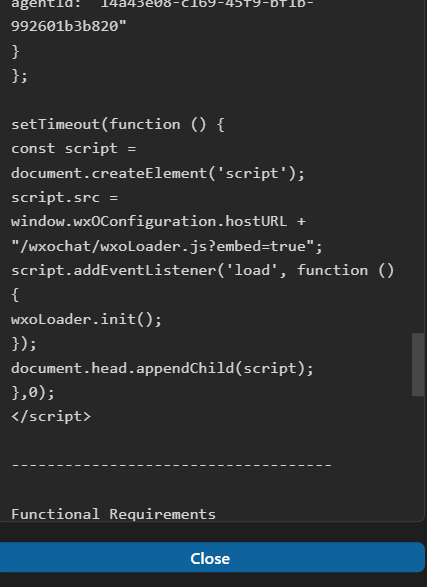 agentId: "14a43e08-c169-45f9-bf1b-
992601b3b820"
}
};
setTimeout(function () {
const script =
document.createElement('script');
script.src =
window.wxOConfiguration.hostURL +
"/wxochat/wxoLoader.js?embed=true";
script.addEventListener('load', function ()
{
wxoLoader.init();
});
document.head.appendChild(script);
},0);
</script>
------------------------------------
Functional Requirements
Close